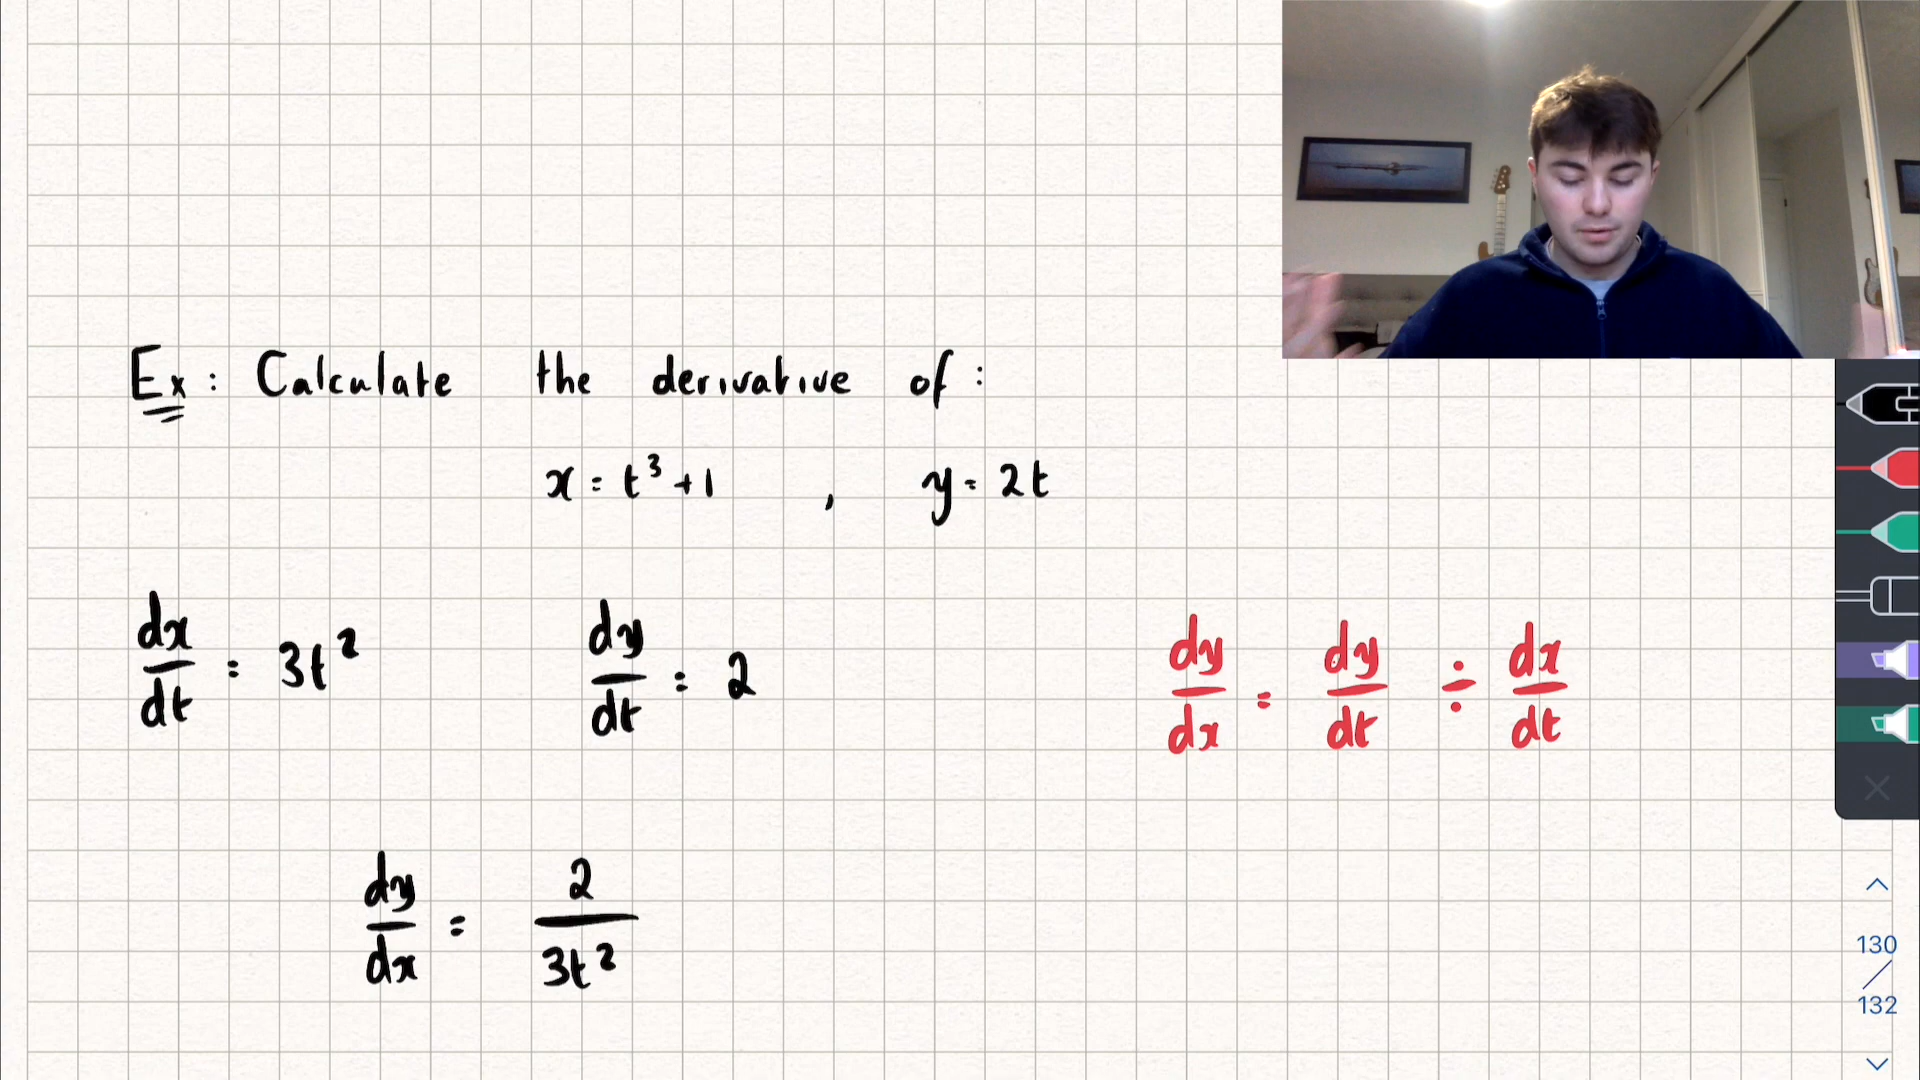 Ex: Calculate the derivative of:
x = t³+1 , y = 2t
dx/dt = 3t² dy/dt = 2 dy/dx = dy/dt ÷ dx/dt
dy/dx = 2/3t²
130
/
132